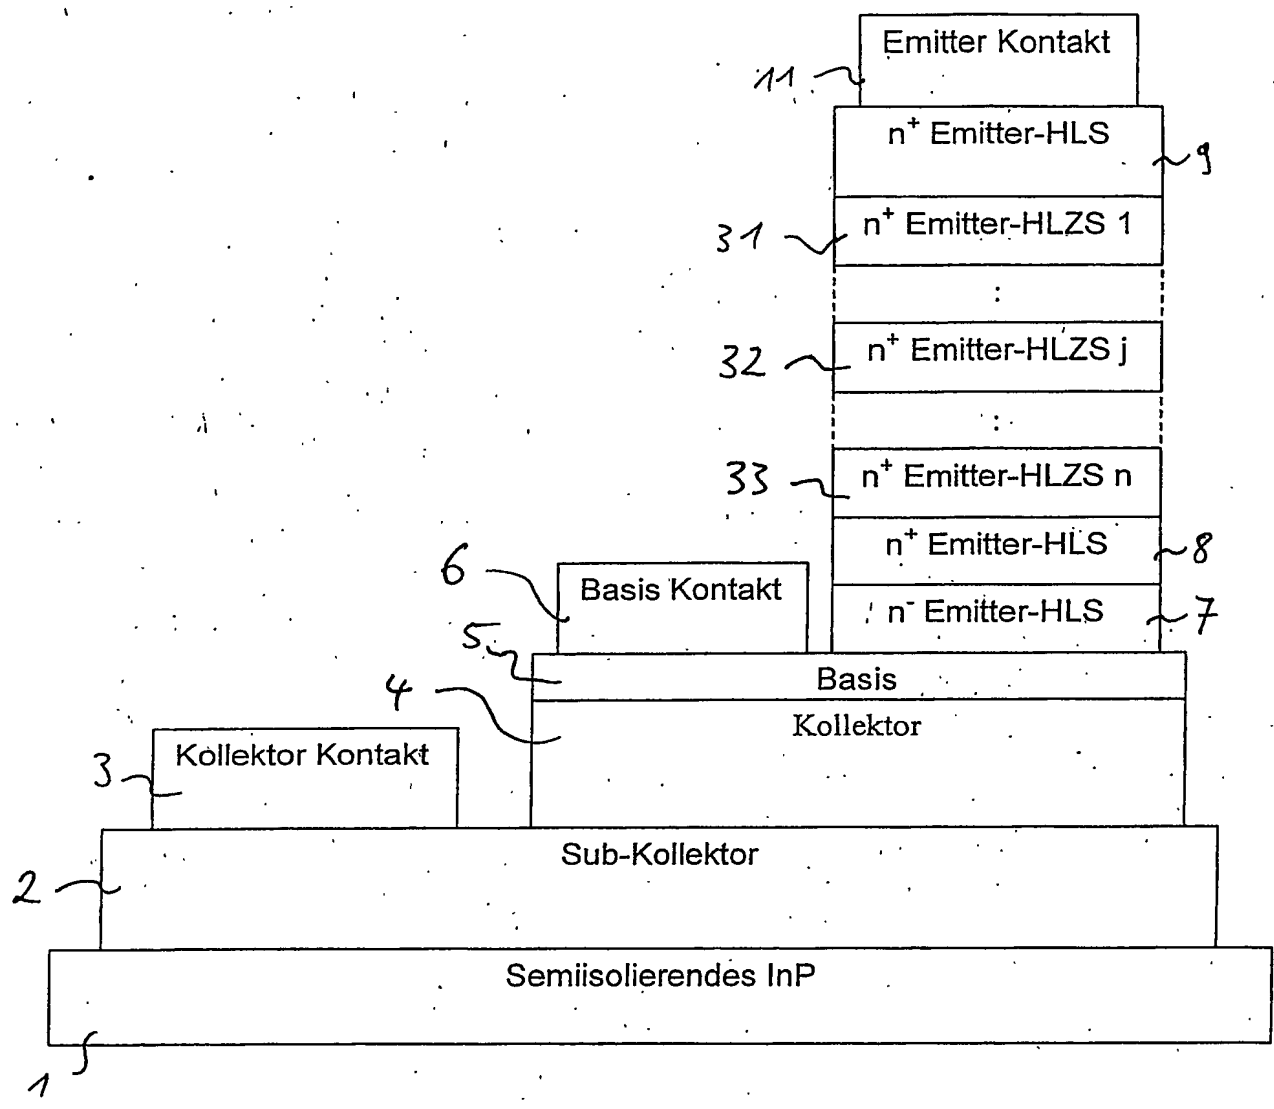 Emitter Kontakt
11
n⁺ Emitter-HLS
9
31
n⁺ Emitter-HLZS 1
:
32
n⁺ Emitter-HLZS j
:
33
n⁺ Emitter-HLZS n
n⁺ Emitter-HLS
8
6
Basis Kontakt
n⁻ Emitter-HLS
7
5
Basis
4
Kollektor
3
Kollektor Kontakt
Sub-Kollektor
2
Semiisolierendes InP
1